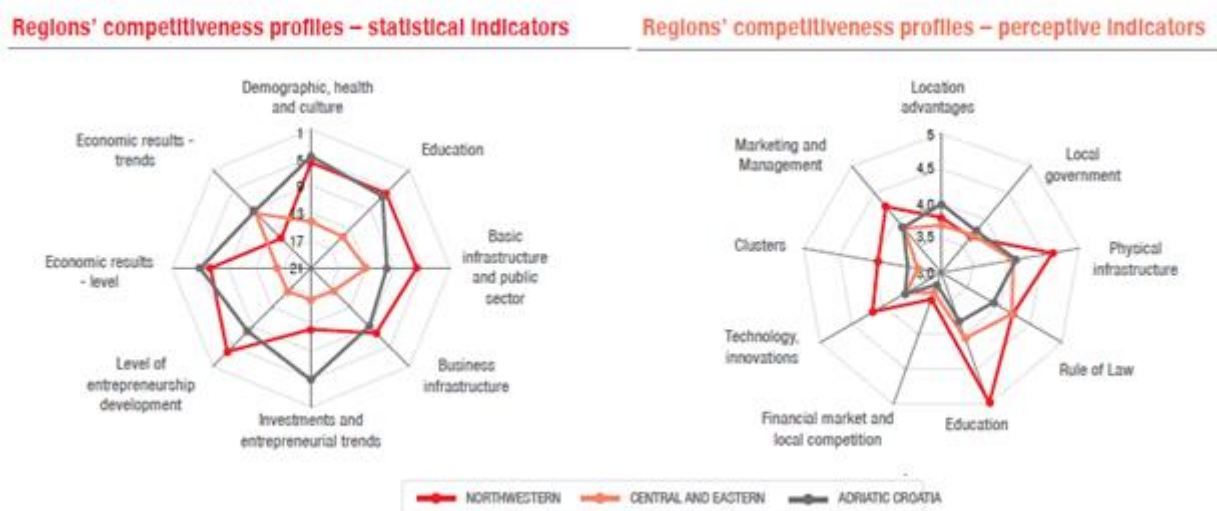 Regions' competitiveness profiles – statistical indicators
Regions' competitiveness profiles – perceptive indicators
Demographic, health
and culture
Education
Basic
infrastructure
and public
sector
Business
infrastructure
Investments and
entrepreneurial trends
Level of
entrepreneurship
development
Economic results
- level
Economic results -
trends
1
5
9
13
17
21
Location
advantages
Local
government
Physical
infrastructure
Rule of Law
Education
Financial market and
local competition
Technology,
innovations
Clusters
Marketing and
Management
5
4,5
4,0
3,5
3,0
NORTHWESTERN
CENTRAL AND EASTERN
ADRIATIC CROATIA